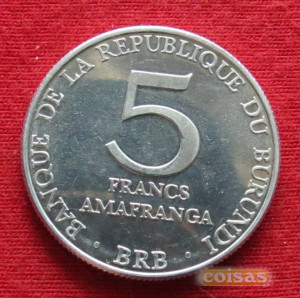 BANQUE DE LA REPUBLIQUE DU BURUNDI
5
FRANCS
AMAFRANGA
BRB
coisas